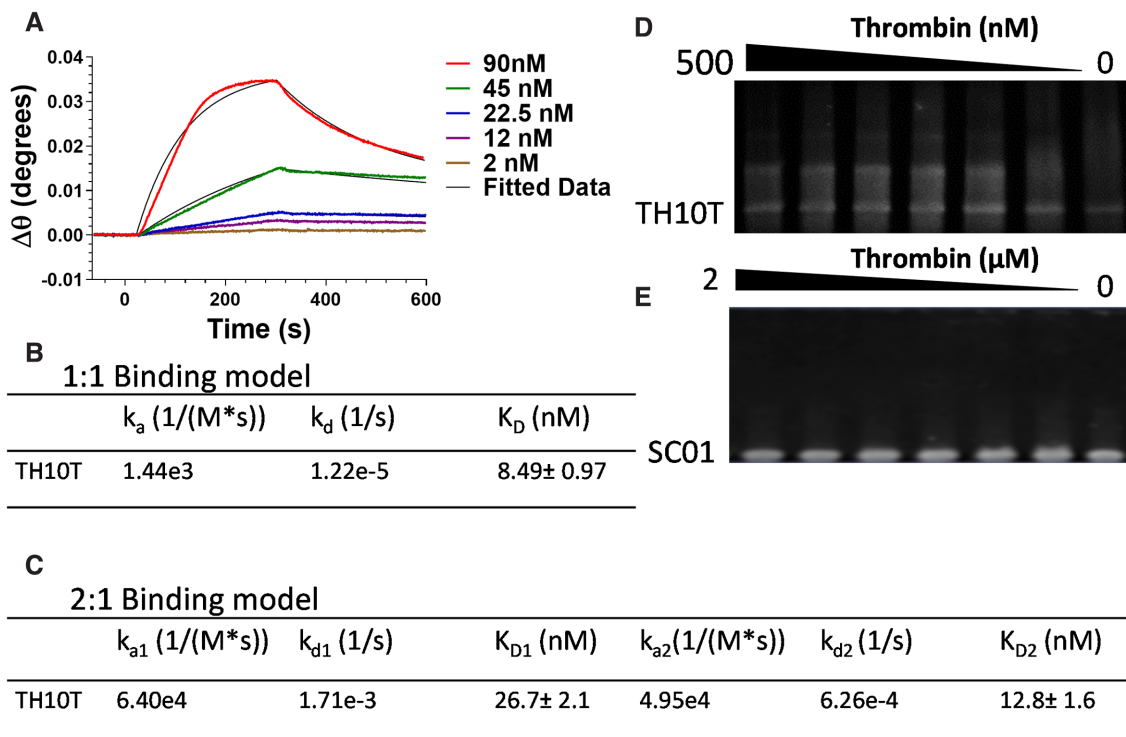 A
Δθ (degrees)
0.04
0.03
0.02
0.01
0.00
-0.01
0 200 400 600
Time (s)
90nM
45 nM
22.5 nM
12 nM
2 nM
Fitted Data
B
1:1 Binding model
kₐ (1/(M*s)) k_d (1/s) K_D (nM)
TH10T 1.44e3 1.22e-5 8.49± 0.97
C
2:1 Binding model
kₐ₁ (1/(M*s)) k_d1 (1/s) K_D1 (nM) kₐ₂(1/(M*s)) k_d2 (1/s) K_D2 (nM)
TH10T 6.40e4 1.71e-3 26.7± 2.1 4.95e4 6.26e-4 12.8± 1.6
D
Thrombin (nM)
500 0
TH10T
E
Thrombin (μM)
2 0
SC01